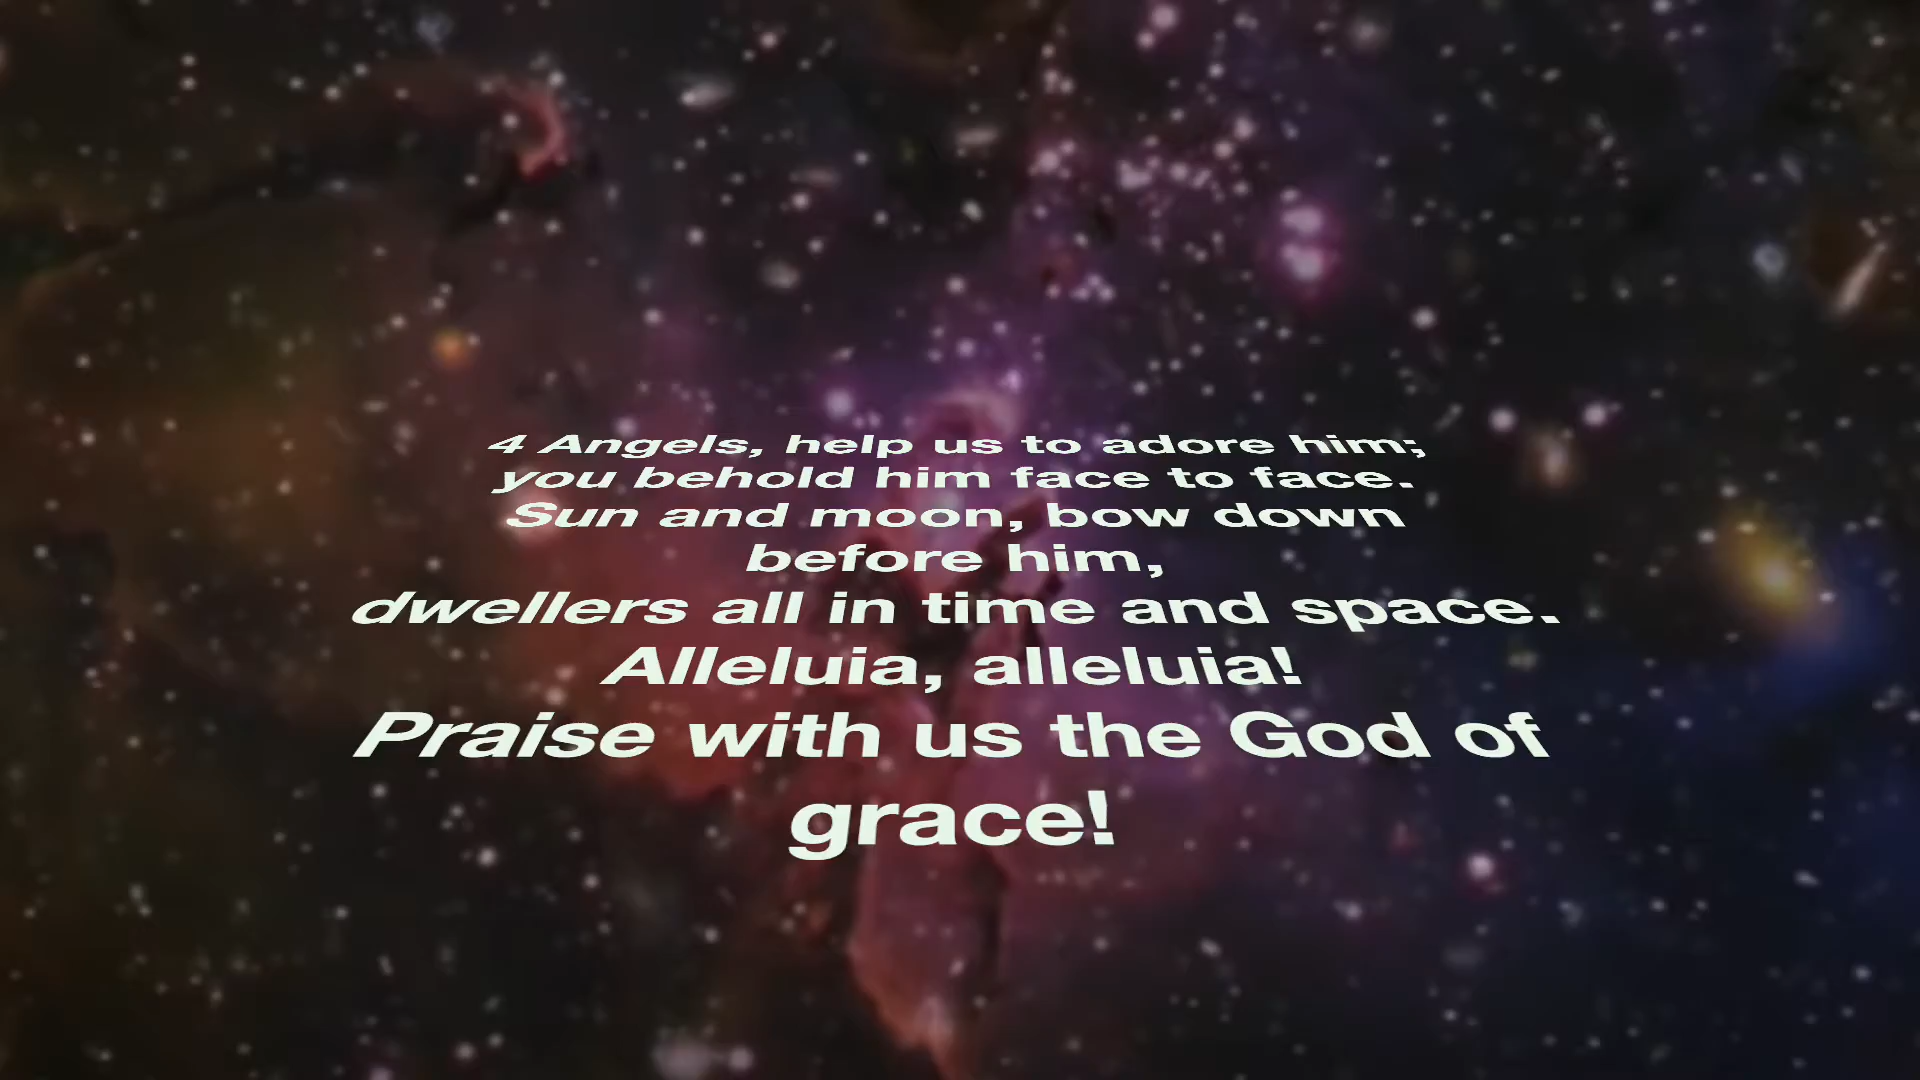 4 Angels, help us to adore him;
you behold him face to face.
Sun and moon, bow down
before him,
dwellers all in time and space.
Alleluia, alleluia!
Praise with us the God of
grace!